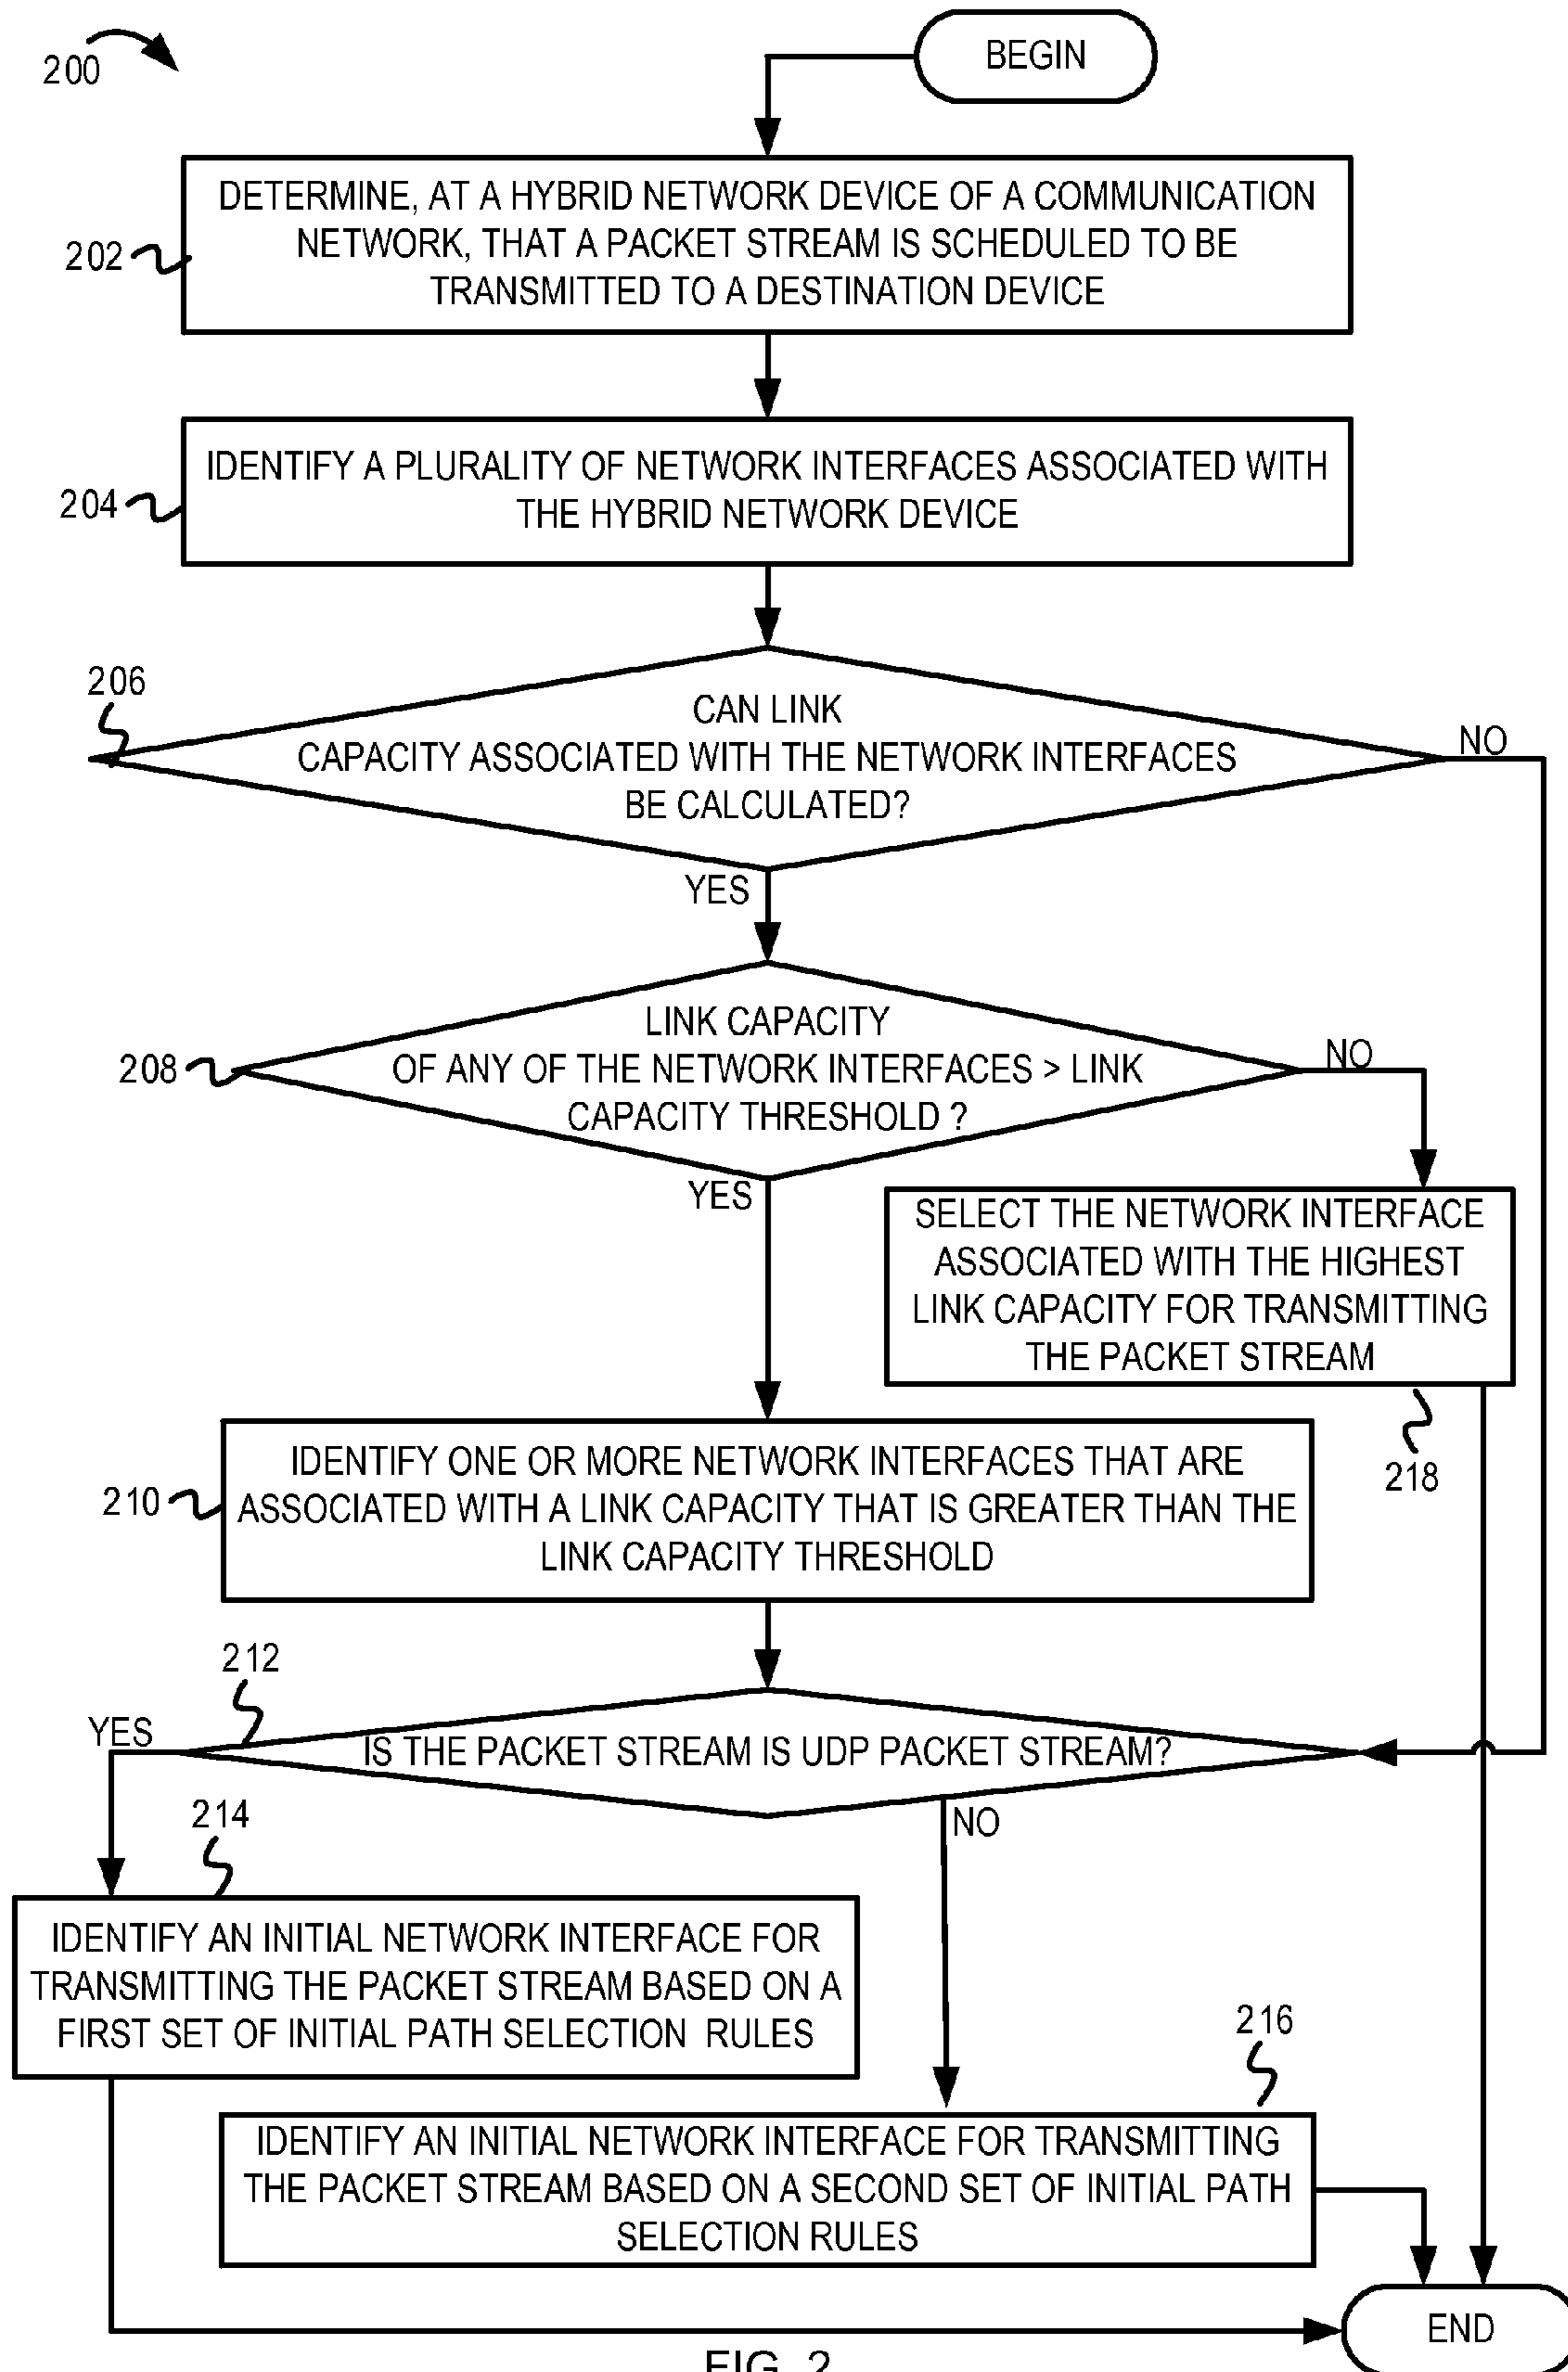 200
BEGIN
202
DETERMINE, AT A HYBRID NETWORK DEVICE OF A COMMUNICATION
NETWORK, THAT A PACKET STREAM IS SCHEDULED TO BE
TRANSMITTED TO A DESTINATION DEVICE
204
IDENTIFY A PLURALITY OF NETWORK INTERFACES ASSOCIATED WITH
THE HYBRID NETWORK DEVICE
206
CAN LINK
CAPACITY ASSOCIATED WITH THE NETWORK INTERFACES
BE CALCULATED?
NO
YES
208
LINK CAPACITY
OF ANY OF THE NETWORK INTERFACES > LINK
CAPACITY THRESHOLD ?
NO
YES
SELECT THE NETWORK INTERFACE
ASSOCIATED WITH THE HIGHEST
LINK CAPACITY FOR TRANSMITTING
THE PACKET STREAM
218
210
IDENTIFY ONE OR MORE NETWORK INTERFACES THAT ARE
ASSOCIATED WITH A LINK CAPACITY THAT IS GREATER THAN THE
LINK CAPACITY THRESHOLD
212
YES
IS THE PACKET STREAM IS UDP PACKET STREAM?
NO
214
IDENTIFY AN INITIAL NETWORK INTERFACE FOR
TRANSMITTING THE PACKET STREAM BASED ON A
FIRST SET OF INITIAL PATH SELECTION RULES
216
IDENTIFY AN INITIAL NETWORK INTERFACE FOR TRANSMITTING
THE PACKET STREAM BASED ON A SECOND SET OF INITIAL PATH
SELECTION RULES
END
FIG. 2